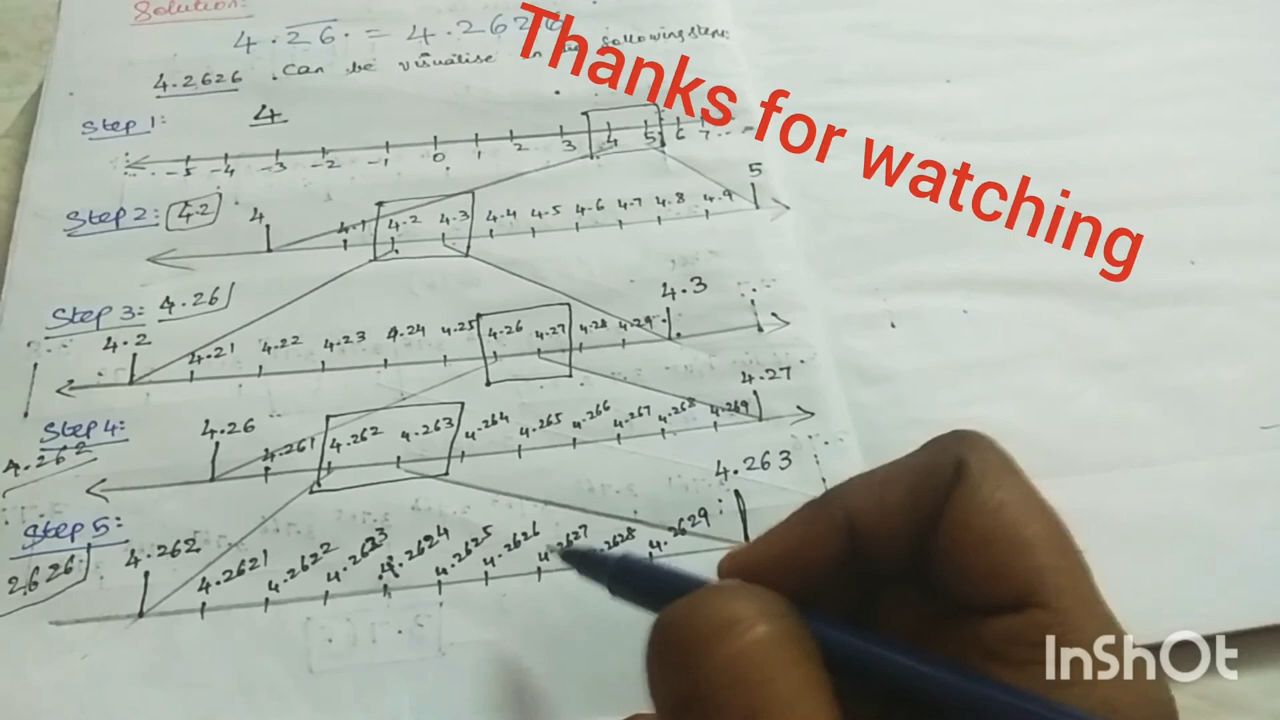 Solution:
4.26. = 4.262
4.2626 . Can be visualise in following step:
Thanks for watching
Step 1: 4
-5 -4 -3 -2 -1 0 1 2 3 4 5 6 7 ...
Step 2: 4.2
4 4.1 4.2 4.3 4.4 4.5 4.6 4.7 4.8 4.9 5
Step 3: 4.26
4.2 4.21 4.22 4.23 4.24 4.25 4.26 4.27 4.28 4.29 4.3
Step 4:
4.262
4.26 4.261 4.262 4.263 4.264 4.265 4.266 4.267 4.268 4.269 4.27
Step 5:
2.626
4.262 4.2621 4.2622 4.2623 4.2624 4.2625 4.2626 4.2627 .2628 4.2629 4.263
InShOt